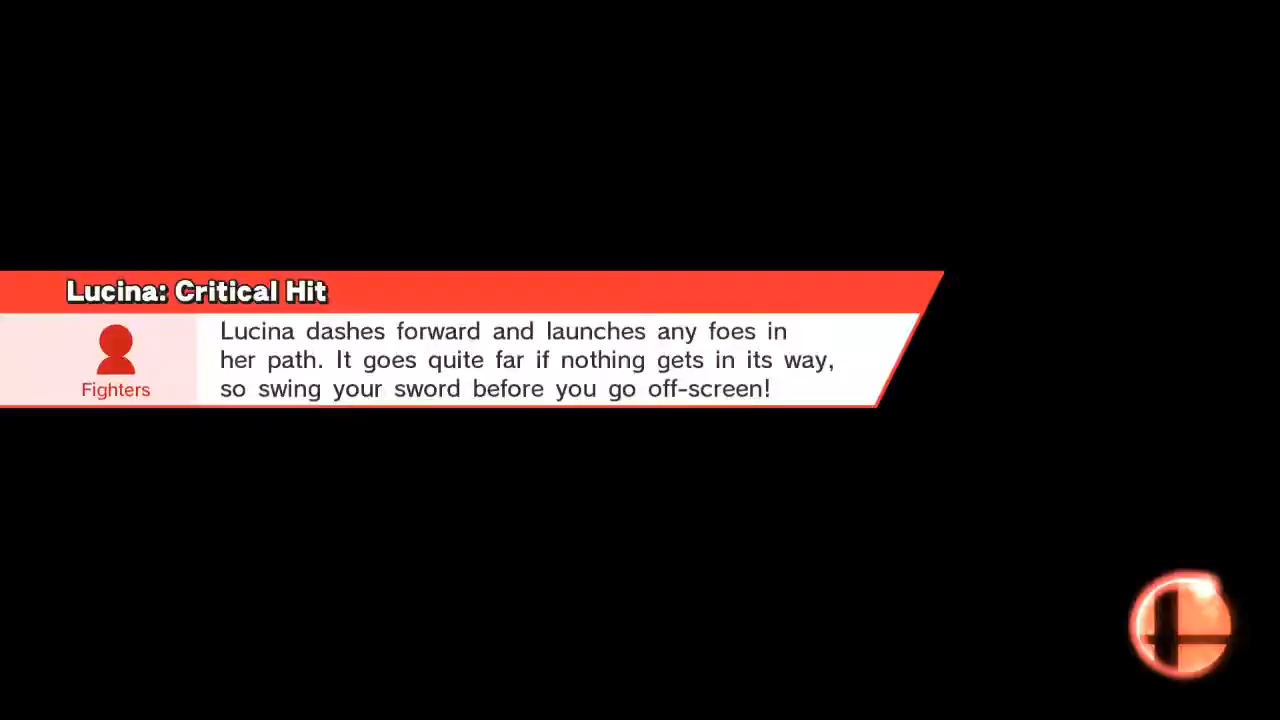 Lucina: Critical Hit
Lucina dashes forward and launches any foes in
her path. It goes quite far if nothing gets in its way,
so swing your sword before you go off-screen!
Fighters